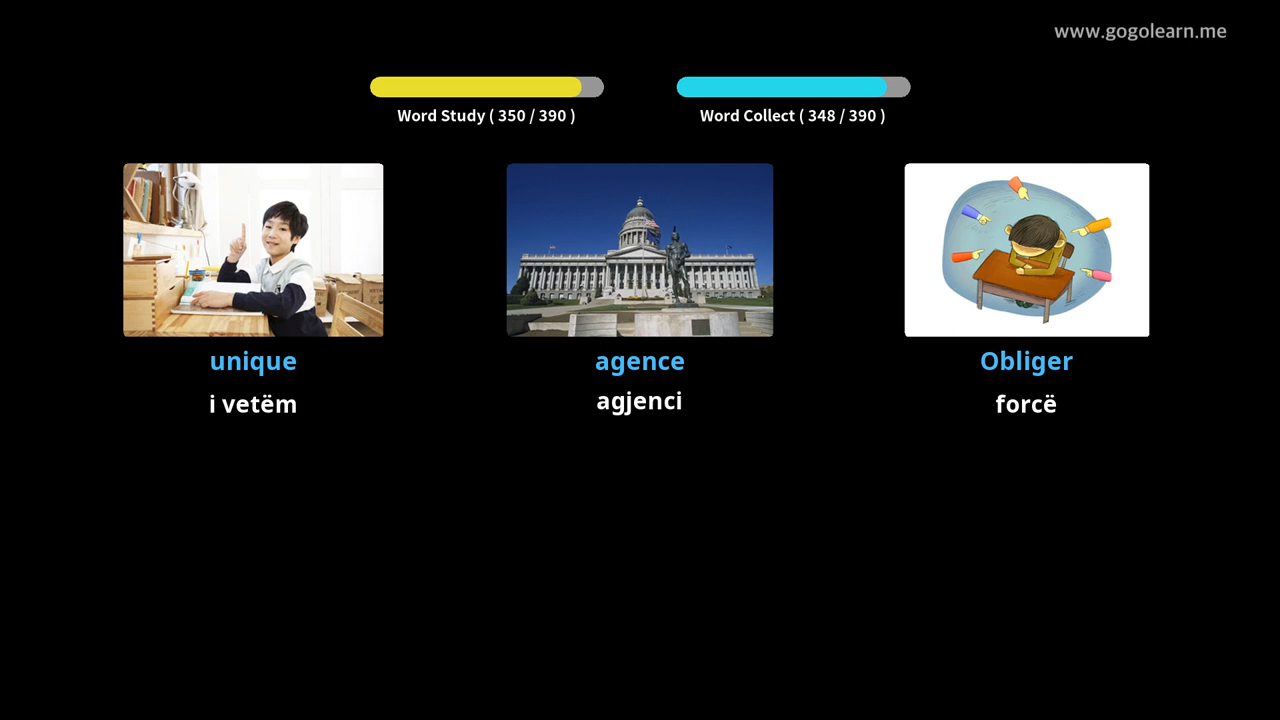 www.gogolearn.me
Word Study ( 350 / 390 )
Word Collect ( 348 / 390 )
unique
agence
Obliger
i vetëm
agjenci
forcë